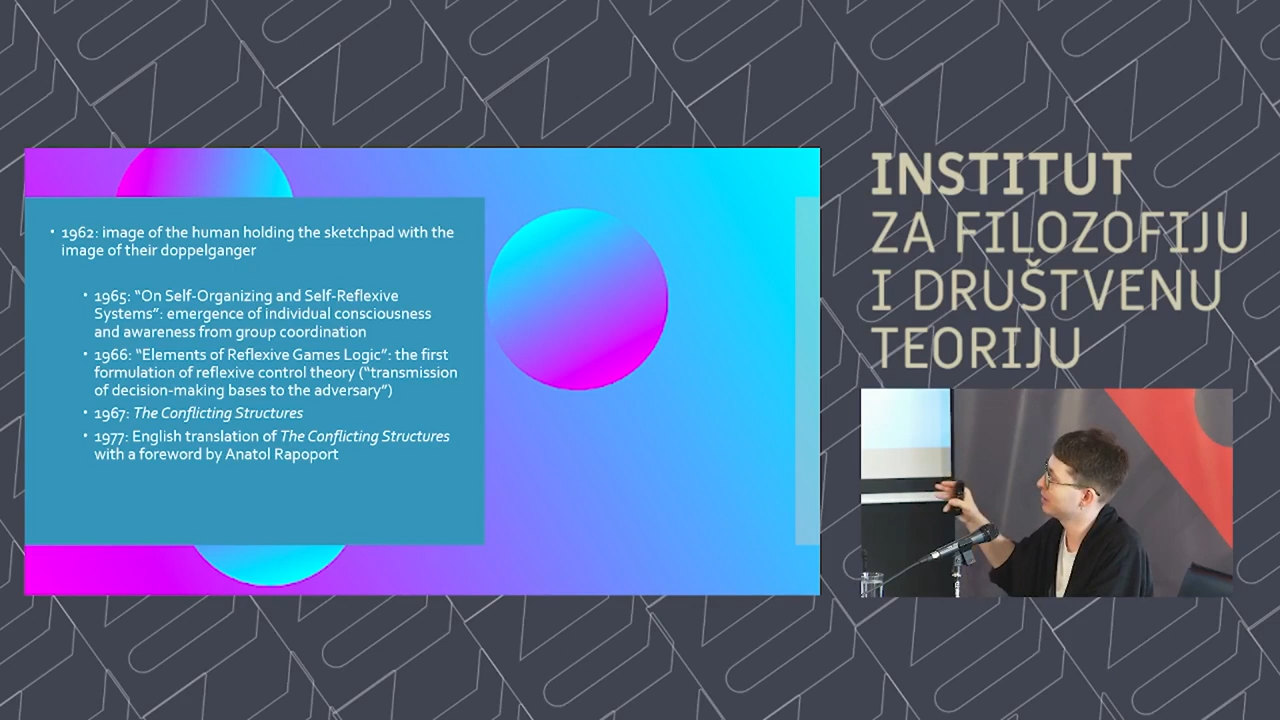 • 1962: image of the human holding the sketchpad with the
image of their doppelganger
• 1965: “On Self-Organizing and Self-Reflexive
Systems”: emergence of individual consciousness
and awareness from group coordination
• 1966: “Elements of Reflexive Games Logic”: the first
formulation of reflexive control theory (“transmission
of decision-making bases to the adversary”)
• 1967: The Conflicting Structures
• 1977: English translation of The Conflicting Structures
with a foreword by Anatol Rapoport
INSTITUT
ZA FILOZOFIJU
I DRUŠTVENU
TEORIJU